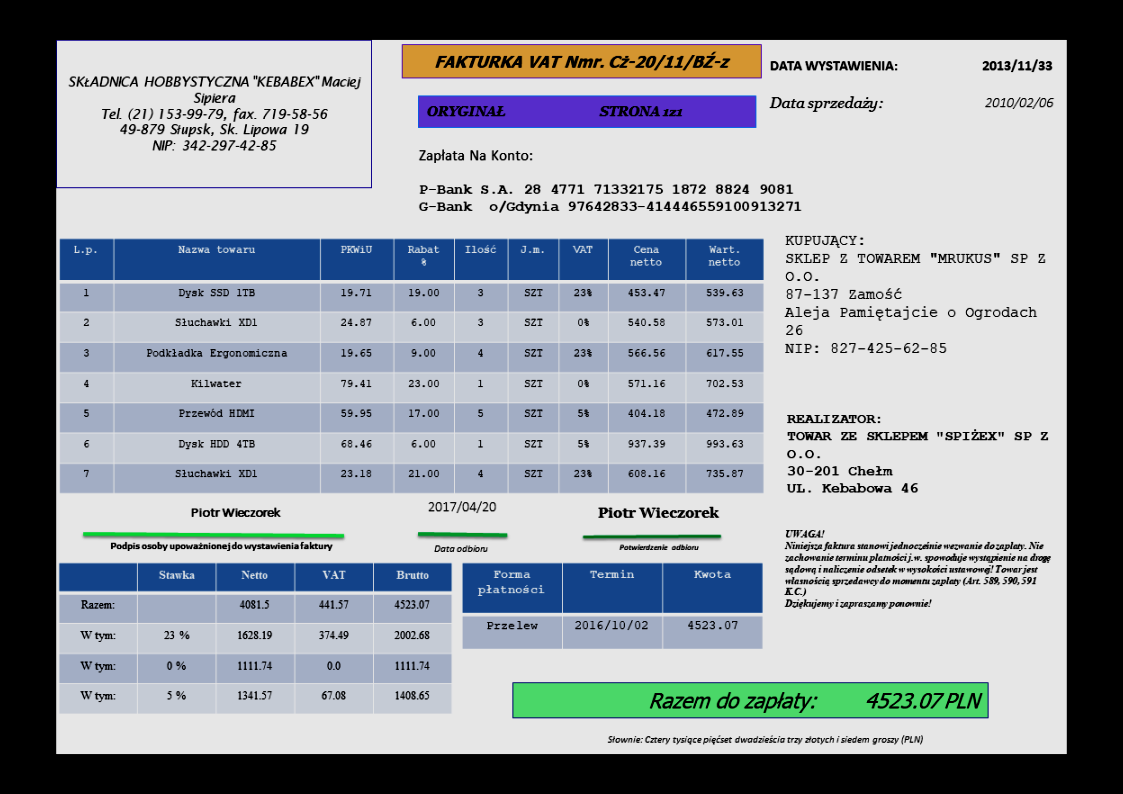 SKŁADNICA HOBBYSTYCZNA "KEBABEX" Maciej
Sipiera
Tel. (21) 153-99-79, fax. 719-58-56
49-879 Słupsk, Sk. Lipowa 19
NIP: 342-297-42-85
FAKTURKA VAT Nmr. Cż-20/11/BŹ-z
ORYGINAŁ STRONA 1z1
DATA WYSTAWIENIA: 2013/11/33
Data sprzedaży: 2010/02/06
Zapłata Na Konto:
P-Bank S.A. 28 4771 71332175 1872 8824 9081
G-Bank o/Gdynia 97642833-414446559100913271
L.p. Nazwa towaru PKWiU Rabat % Ilość J.m. VAT Cena netto Wart. netto
1 Dysk SSD 1TB 19.71 19.00 3 SZT 23% 453.47 539.63
2 Słuchawki XD1 24.87 6.00 3 SZT 0% 540.58 573.01
3 Podkładka Ergonomiczna 19.65 9.00 4 SZT 23% 566.56 617.55
4 Kilwater 79.41 23.00 1 SZT 0% 571.16 702.53
5 Przewód HDMI 59.95 17.00 5 SZT 5% 404.18 472.89
6 Dysk HDD 4TB 68.46 6.00 1 SZT 5% 937.39 993.63
7 Słuchawki XD1 23.18 21.00 4 SZT 23% 608.16 735.87
KUPUJĄCY:
SKLEP Z TOWAREM "MRUKUS" SP Z
O.O.
87-137 Zamość
Aleja Pamiętajcie o Ogrodach
26
NIP: 827-425-62-85
REALIZATOR:
TOWAR ZE SKLEPEM "SPIŻEX" SP Z
O.O.
30-201 Chełm
UL. Kebabowa 46
Piotr Wieczorek
Podpis osoby upoważnionej do wystawienia faktury
2017/04/20
Data odbioru
Piotr Wieczorek
Potwierdzenie odbioru
UWAGA!
Niniejsza faktura stanowi jednocześnie wezwanie do zapłaty. Nie
zachowanie terminu płatności j.w. spowoduje wystąpienie na drogę
sądową i naliczenie odsetek w wysokości ustawowej! Towar jest
własnością sprzedawcy do momentu zapłaty (Art. 589, 590, 591
K.C.)
Dziękujemy i zapraszamy ponownie!
Stawka Netto VAT Brutto
Razem: 4081.5 441.57 4523.07
W tym: 23 % 1628.19 374.49 2002.68
W tym: 0 % 1111.74 0.0 1111.74
W tym: 5 % 1341.57 67.08 1408.65
Forma płatności Termin Kwota
Przelew 2016/10/02 4523.07
Razem do zapłaty: 4523.07 PLN
Słownie: Cztery tysiące pięćset dwadzieścia trzy złotych i siedem groszy (PLN)